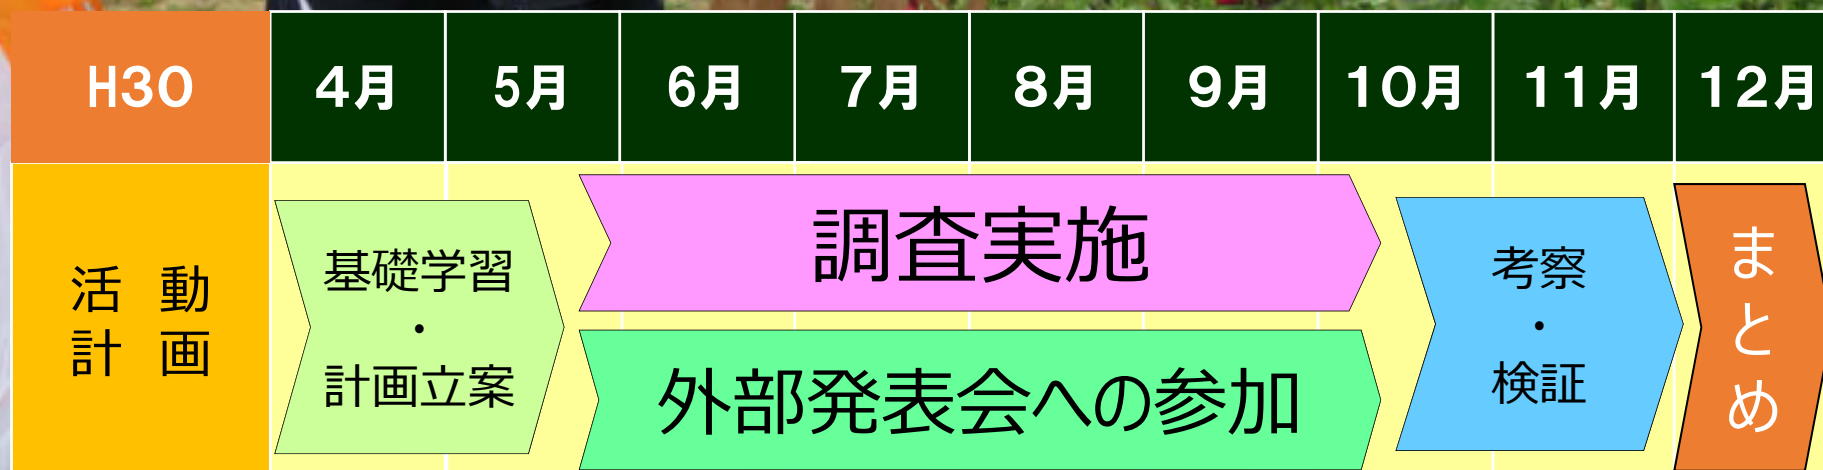 H30
4月
5月
6月
7月
8月
9月
10月
11月
12月
活 動
計 画
基礎学習
・
計画立案
調査実施
外部発表会への参加
考察
・
検証
まとめ